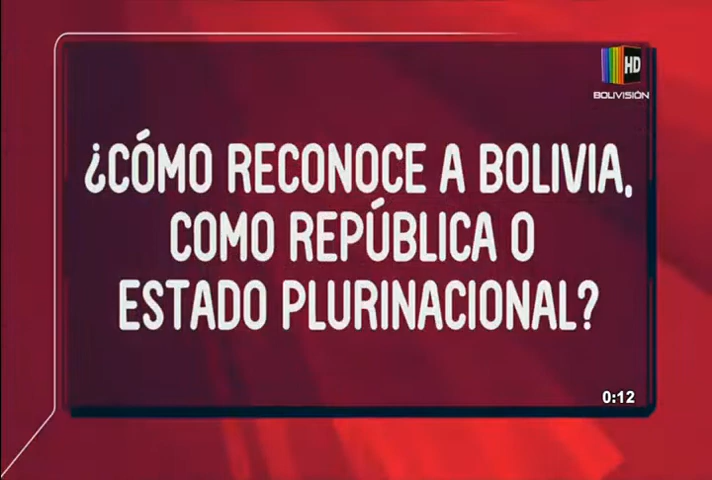 HD
BOLIVISIÓN
¿CÓMO RECONOCE A BOLIVIA,
COMO REPÚBLICA O
ESTADO PLURINACIONAL?
0:12